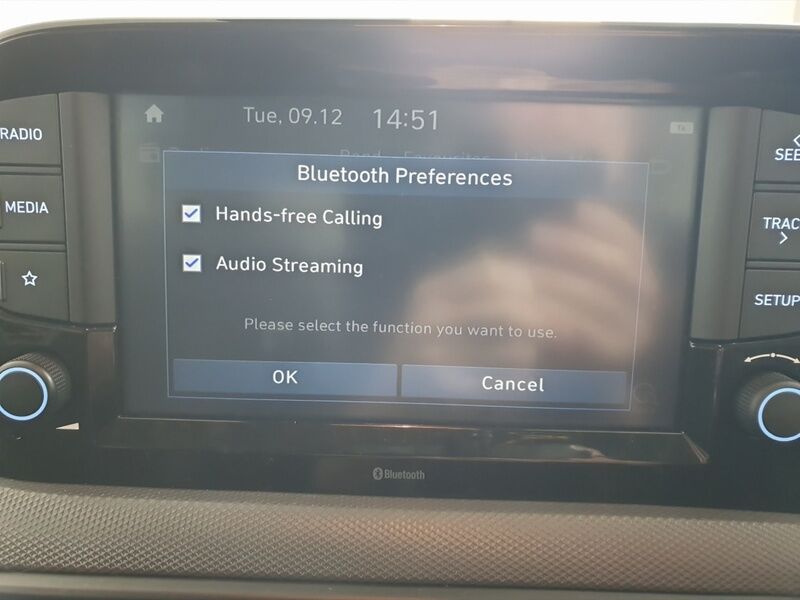 Tue, 09.12 14:51
RADIO
MEDIA
Bluetooth Preferences
Hands-free Calling
Audio Streaming
Please select the function you want to use.
OK
Cancel
SETUP
Bluetooth